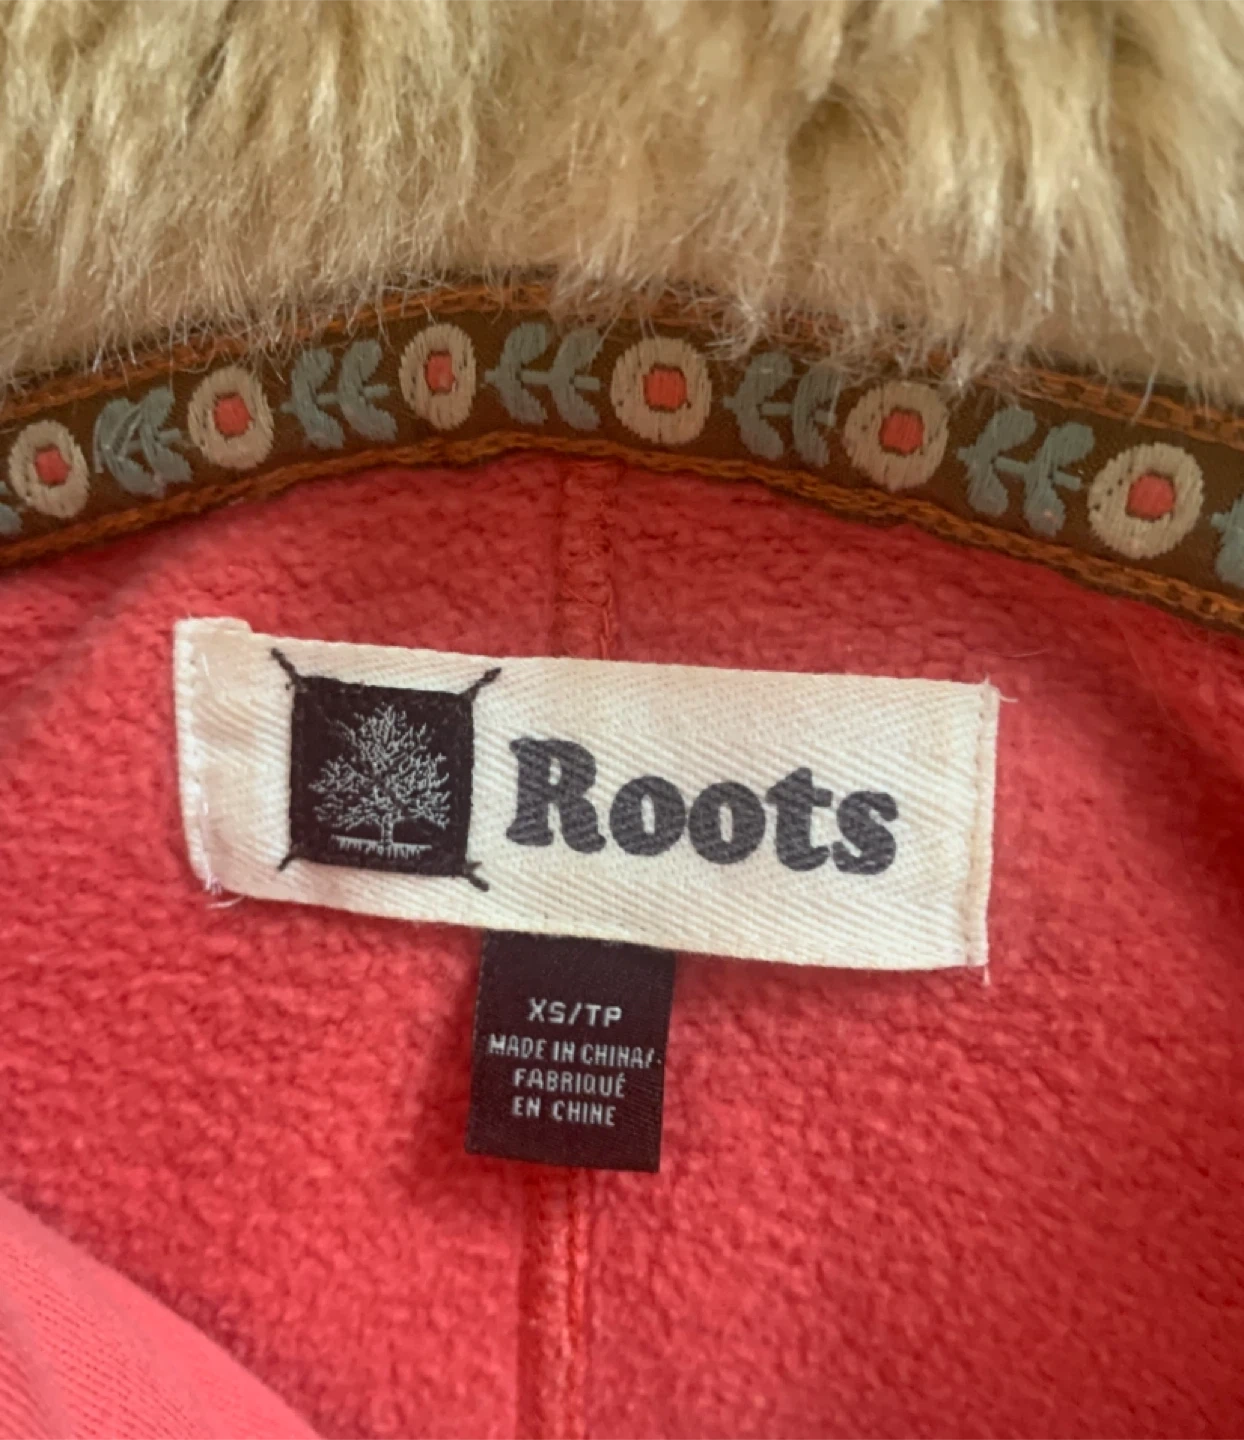 Roots
XS/TP
MADE IN CHINA/
FABRIQUÉ
EN CHINE